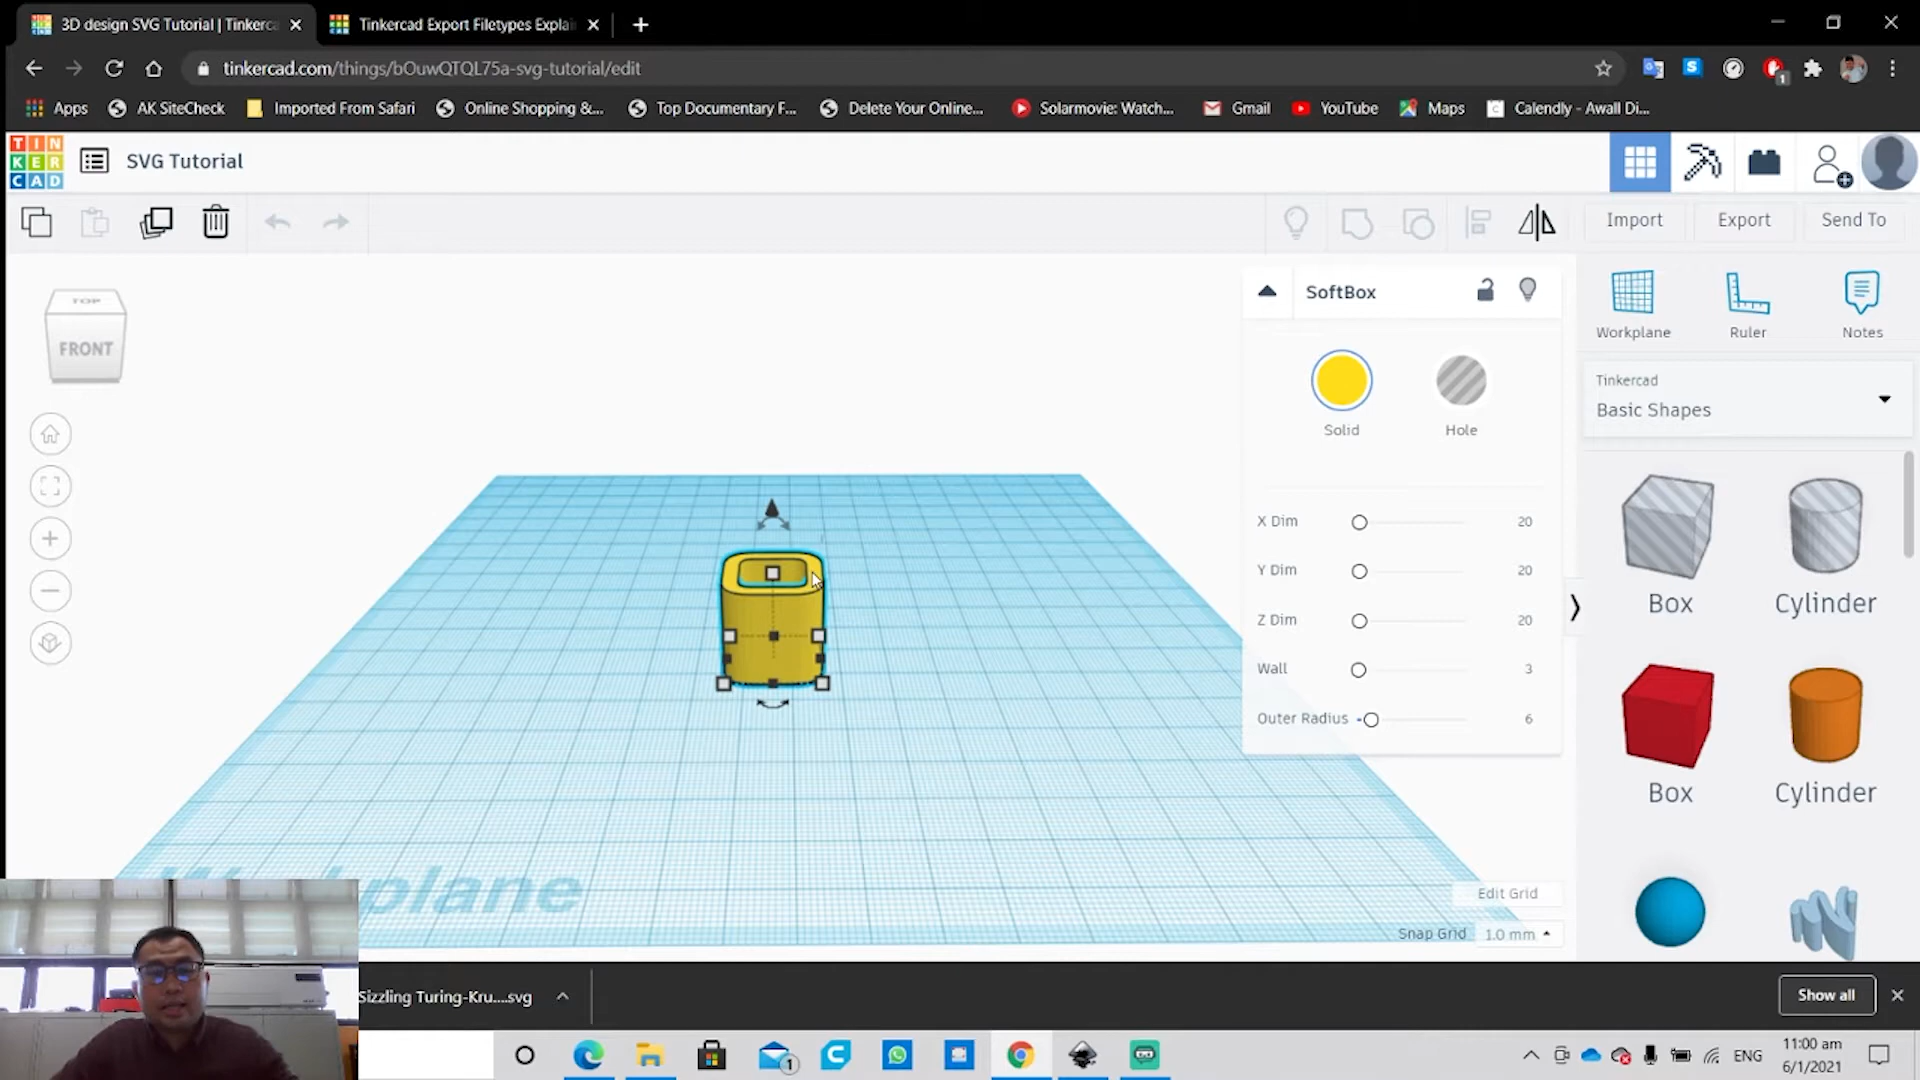 3D design SVG Tutorial | Tinkerca
Tinkercad Export Filetypes Explai
tinkercad.com/things/bOuwQTQL75a-svg-tutorial/edit
Apps
AK SiteCheck
Imported From Safari
Online Shopping &...
Top Documentary F...
Delete Your Online...
Solarmovie: Watch...
Gmail
YouTube
Maps
Calendly - Awall Di...
TIN
KER
CAD
SVG Tutorial
Import
Export
Send To
TOP
FRONT
SoftBox
Solid
Hole
X Dim 20
Y Dim 20
Z Dim 20
Wall 3
Outer Radius 6
Workplane
Ruler
Notes
Tinkercad
Basic Shapes
Box
Cylinder
Box
Cylinder
Edit Grid
Snap Grid 1.0 mm
Sizzling Turing-Kru....svg
Show all
ENG
11:00 am
6/1/2021